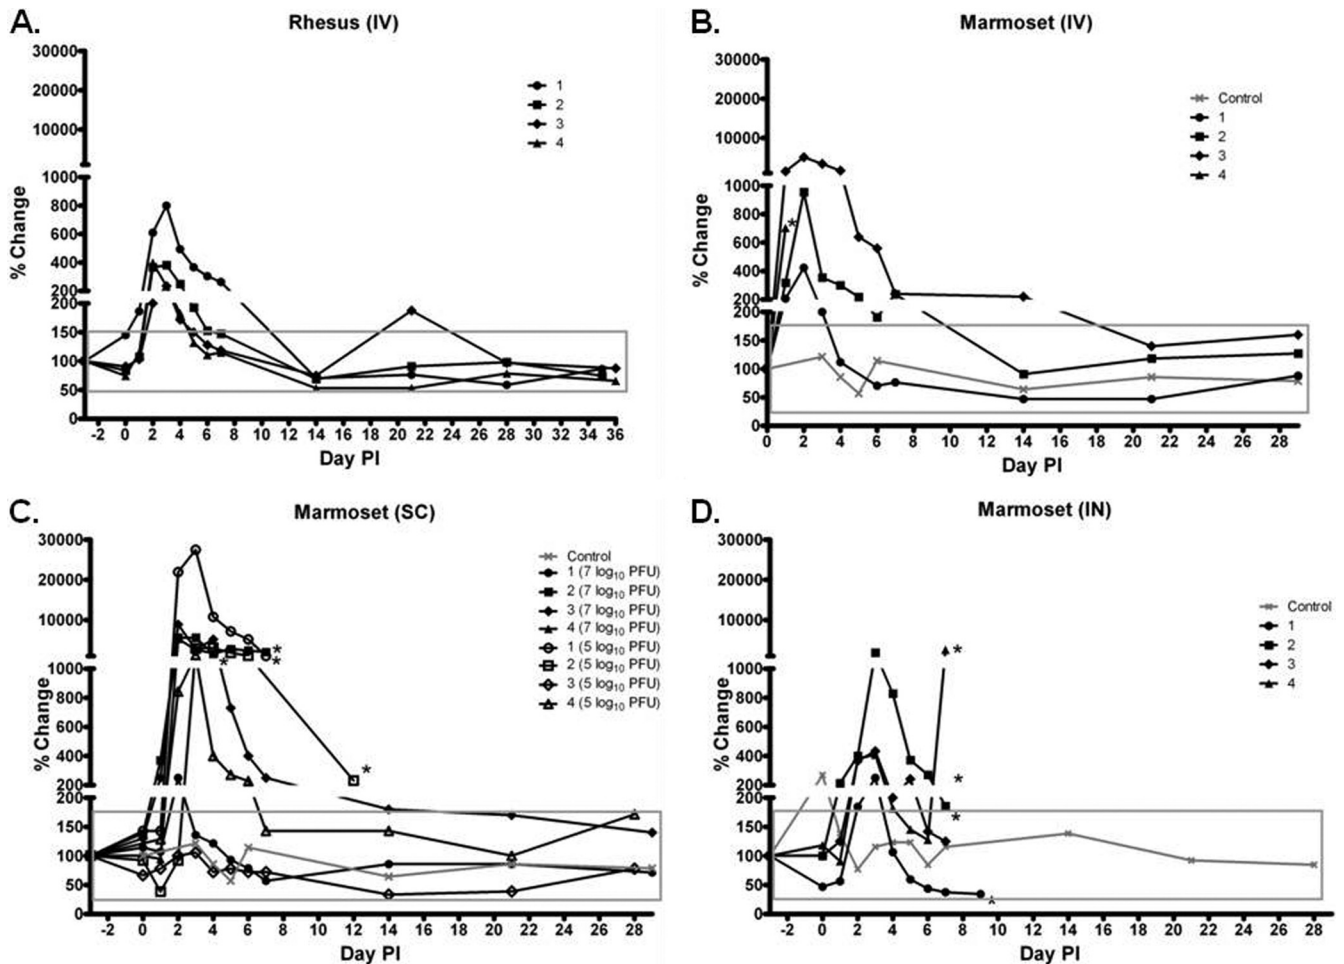 A.
Rhesus (IV)
30000
20000
10000
1000
800
600
400
200
200
150
100
50
0
% Change
1
2
3
4
-2 0 2 4 6 8 10 12 14 16 18 20 22 24 26 28 30 32 34 36
Day PI
B.
Marmoset (IV)
30000
20000
10000
1000
800
600
400
200
200
150
100
50
0
% Change
*
Control
1
2
3
4
0 2 4 6 8 10 12 14 16 18 20 22 24 26 28
Day PI
C.
Marmoset (SC)
30000
20000
10000
1000
800
600
400
200
200
150
100
50
0
% Change
*
*
*
*
Control
1 (7 log10 PFU)
2 (7 log10 PFU)
3 (7 log10 PFU)
4 (7 log10 PFU)
1 (5 log10 PFU)
2 (5 log10 PFU)
3 (5 log10 PFU)
4 (5 log10 PFU)
-2 0 2 4 6 8 10 12 14 16 18 20 22 24 26 28
Day PI
D.
Marmoset (IN)
30000
20000
10000
1000
800
600
400
200
200
150
100
50
0
% Change
*
*
*
*
Control
1
2
3
4
-2 0 2 4 6 8 10 12 14 16 18 20 22 24 26 28
Day PI